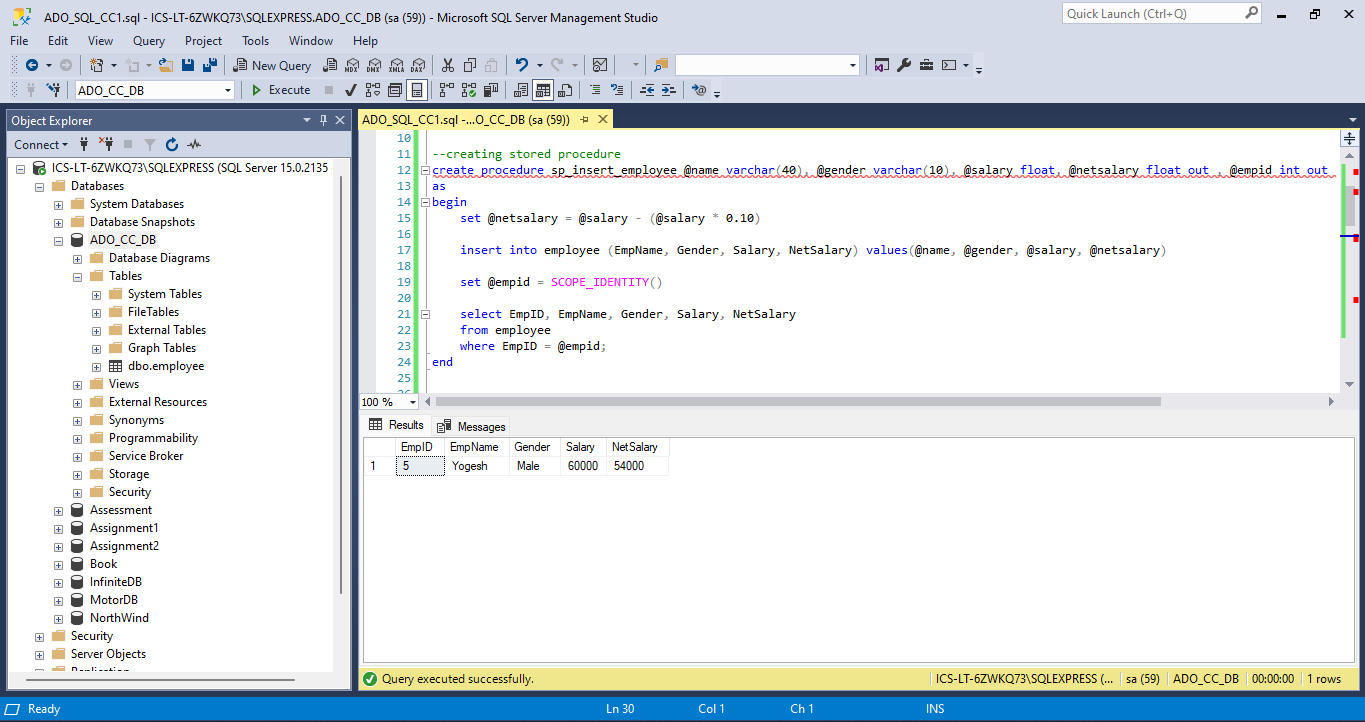 ADO_SQL_CC1.sql - ICS-LT-6ZWKQ73\SQLEXPRESS.ADO_CC_DB (sa (59)) - Microsoft SQL Server Management Studio
Quick Launch (Ctrl+Q)
File Edit View Query Project Tools Window Help
New Query MDX DMX XMLA DAX
ADO_CC_DB Execute
Object Explorer
Connect
ICS-LT-6ZWKQ73\SQLEXPRESS (SQL Server 15.0.2135
Databases
System Databases
Database Snapshots
ADO_CC_DB
Database Diagrams
Tables
System Tables
FileTables
External Tables
Graph Tables
dbo.employee
Views
External Resources
Synonyms
Programmability
Service Broker
Storage
Security
Assessment
Assignment1
Assignment2
Book
InfiniteDB
MotorDB
NorthWind
Security
Server Objects
Replication
ADO_SQL_CC1.sql -...O_CC_DB (sa (59))
10
11 --creating stored procedure
12 create procedure sp_insert_employee @name varchar(40), @gender varchar(10), @salary float, @netsalary float out , @empid int out
13 as
14 begin
15 set @netsalary = @salary - (@salary * 0.10)
16
17 insert into employee (EmpName, Gender, Salary, NetSalary) values(@name, @gender, @salary, @netsalary)
18
19 set @empid = SCOPE_IDENTITY()
20
21 select EmpID, EmpName, Gender, Salary, NetSalary
22 from employee
23 where EmpID = @empid;
24 end
25
26
100 %
Results Messages
EmpID EmpName Gender Salary NetSalary
1 5 Yogesh Male 60000 54000
Query executed successfully. ICS-LT-6ZWKQ73\SQLEXPRESS (... sa (59) ADO_CC_DB 00:00:00 1 rows
Ready Ln 30 Col 1 Ch 1 INS